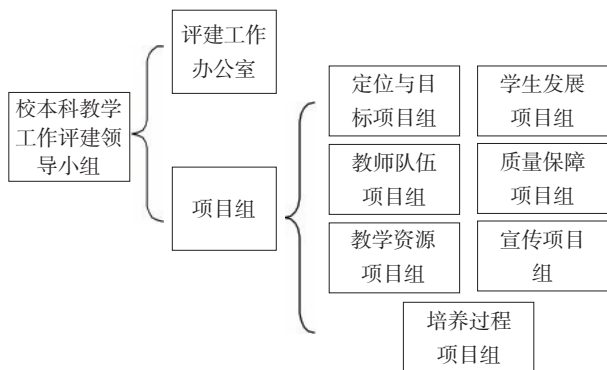 校本科教学
工作评建领
导小组
评建工作
办公室
项目组
定位与目
标项目组
学生发展
项目组
教师队伍
项目组
质量保障
项目组
教学资源
项目组
宣传项目
组
培养过程
项目组